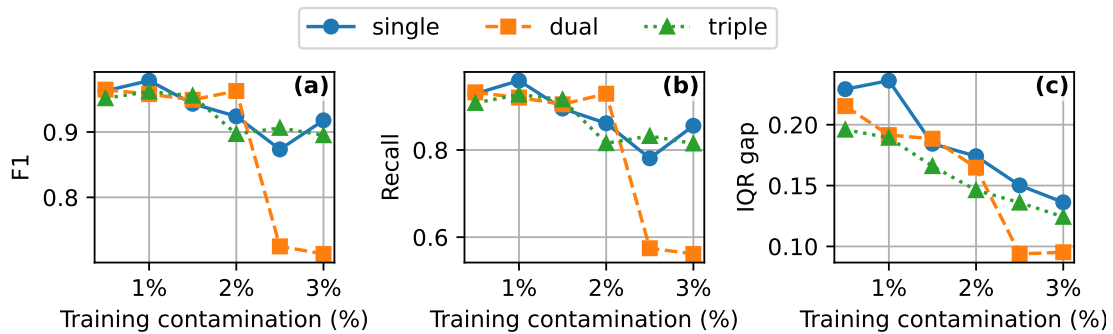 single dual triple
(a)
F1
0.9
0.8
1% 2% 3%
Training contamination (%)
(b)
Recall
0.8
0.6
1% 2% 3%
Training contamination (%)
(c)
IQR gap
0.20
0.15
0.10
1% 2% 3%
Training contamination (%)